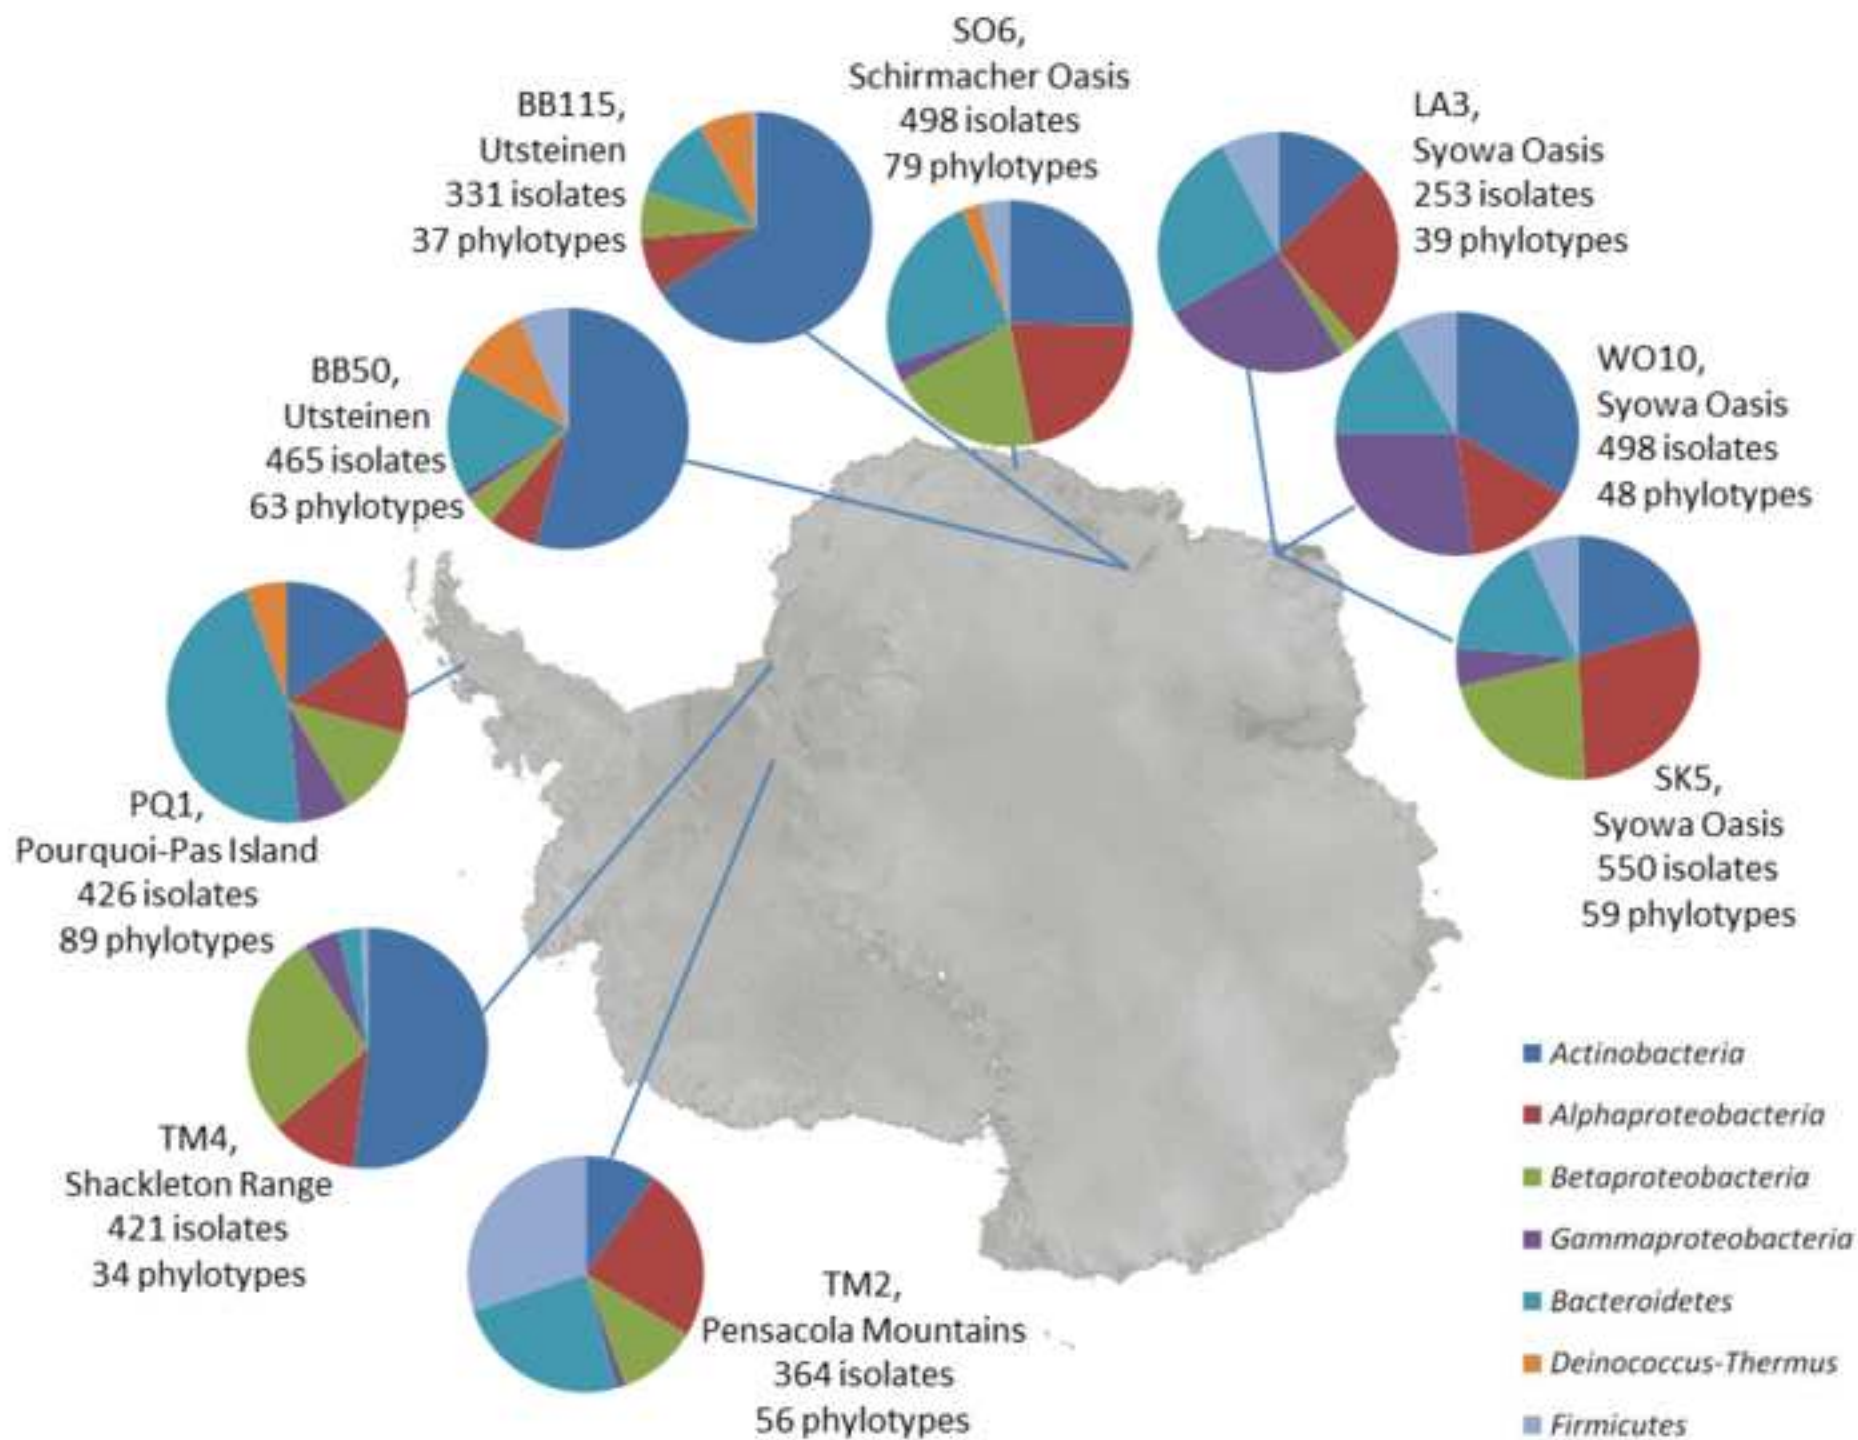 SO6,
Schirmacher Oasis
498 isolates
79 phylotypes
BB115,
Utsteinen
331 isolates
37 phylotypes
LA3,
Syowa Oasis
253 isolates
39 phylotypes
BB50,
Utsteinen
465 isolates
63 phylotypes
WO10,
Syowa Oasis
498 isolates
48 phylotypes
PQ1,
Pourquoi-Pas Island
426 isolates
89 phylotypes
SK5,
Syowa Oasis
550 isolates
59 phylotypes
TM4,
Shackleton Range
421 isolates
34 phylotypes
TM2,
Pensacola Mountains
364 isolates
56 phylotypes
Actinobacteria
Alphaproteobacteria
Betaproteobacteria
Gammaproteobacteria
Bacteroidetes
Deinococcus-Thermus
Firmicutes